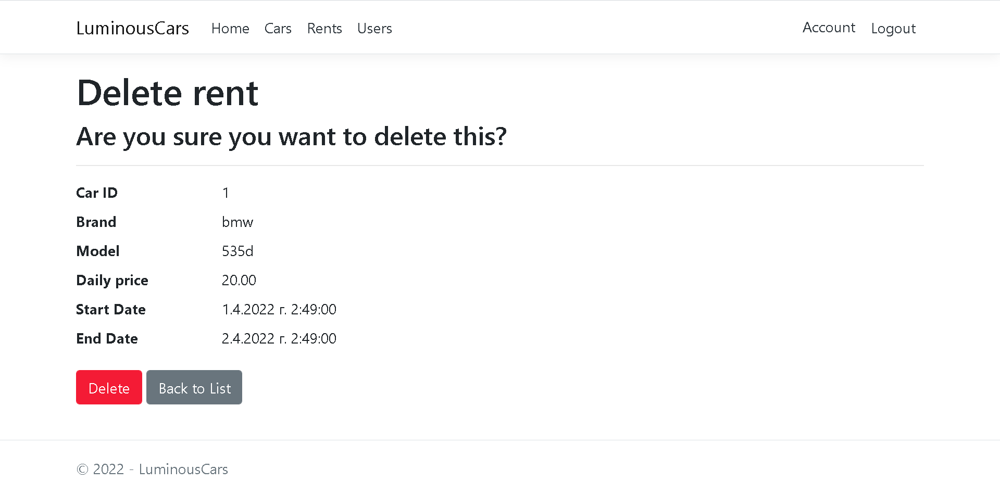 LuminousCars Home Cars Rents Users Account Logout
Delete rent
Are you sure you want to delete this?
Car ID 1
Brand bmw
Model 535d
Daily price 20.00
Start Date 1.4.2022 г. 2:49:00
End Date 2.4.2022 г. 2:49:00
Delete Back to List
© 2022 - LuminousCars